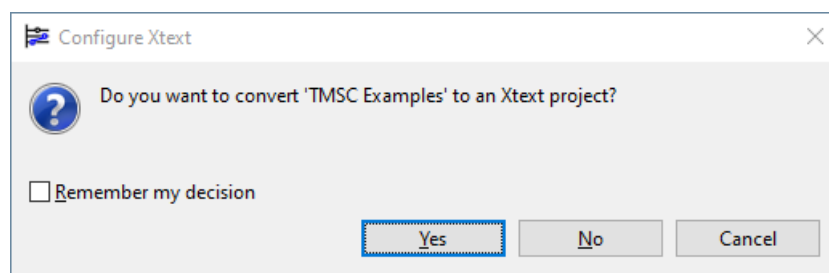 Configure Xtext
Do you want to convert 'TMSC Examples' to an Xtext project?
Remember my decision
Yes No Cancel